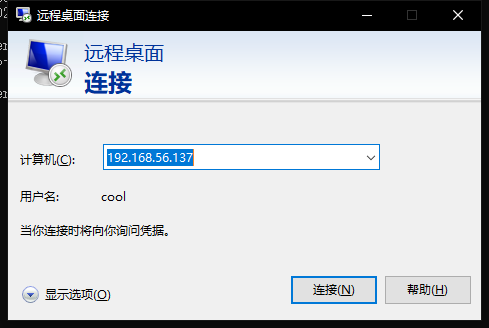 远程桌面连接
远程桌面
连接
计算机(C): 192.168.56.137
用户名: cool
当你连接时将向你询问凭据。
显示选项(O) 连接(N) 帮助(H)